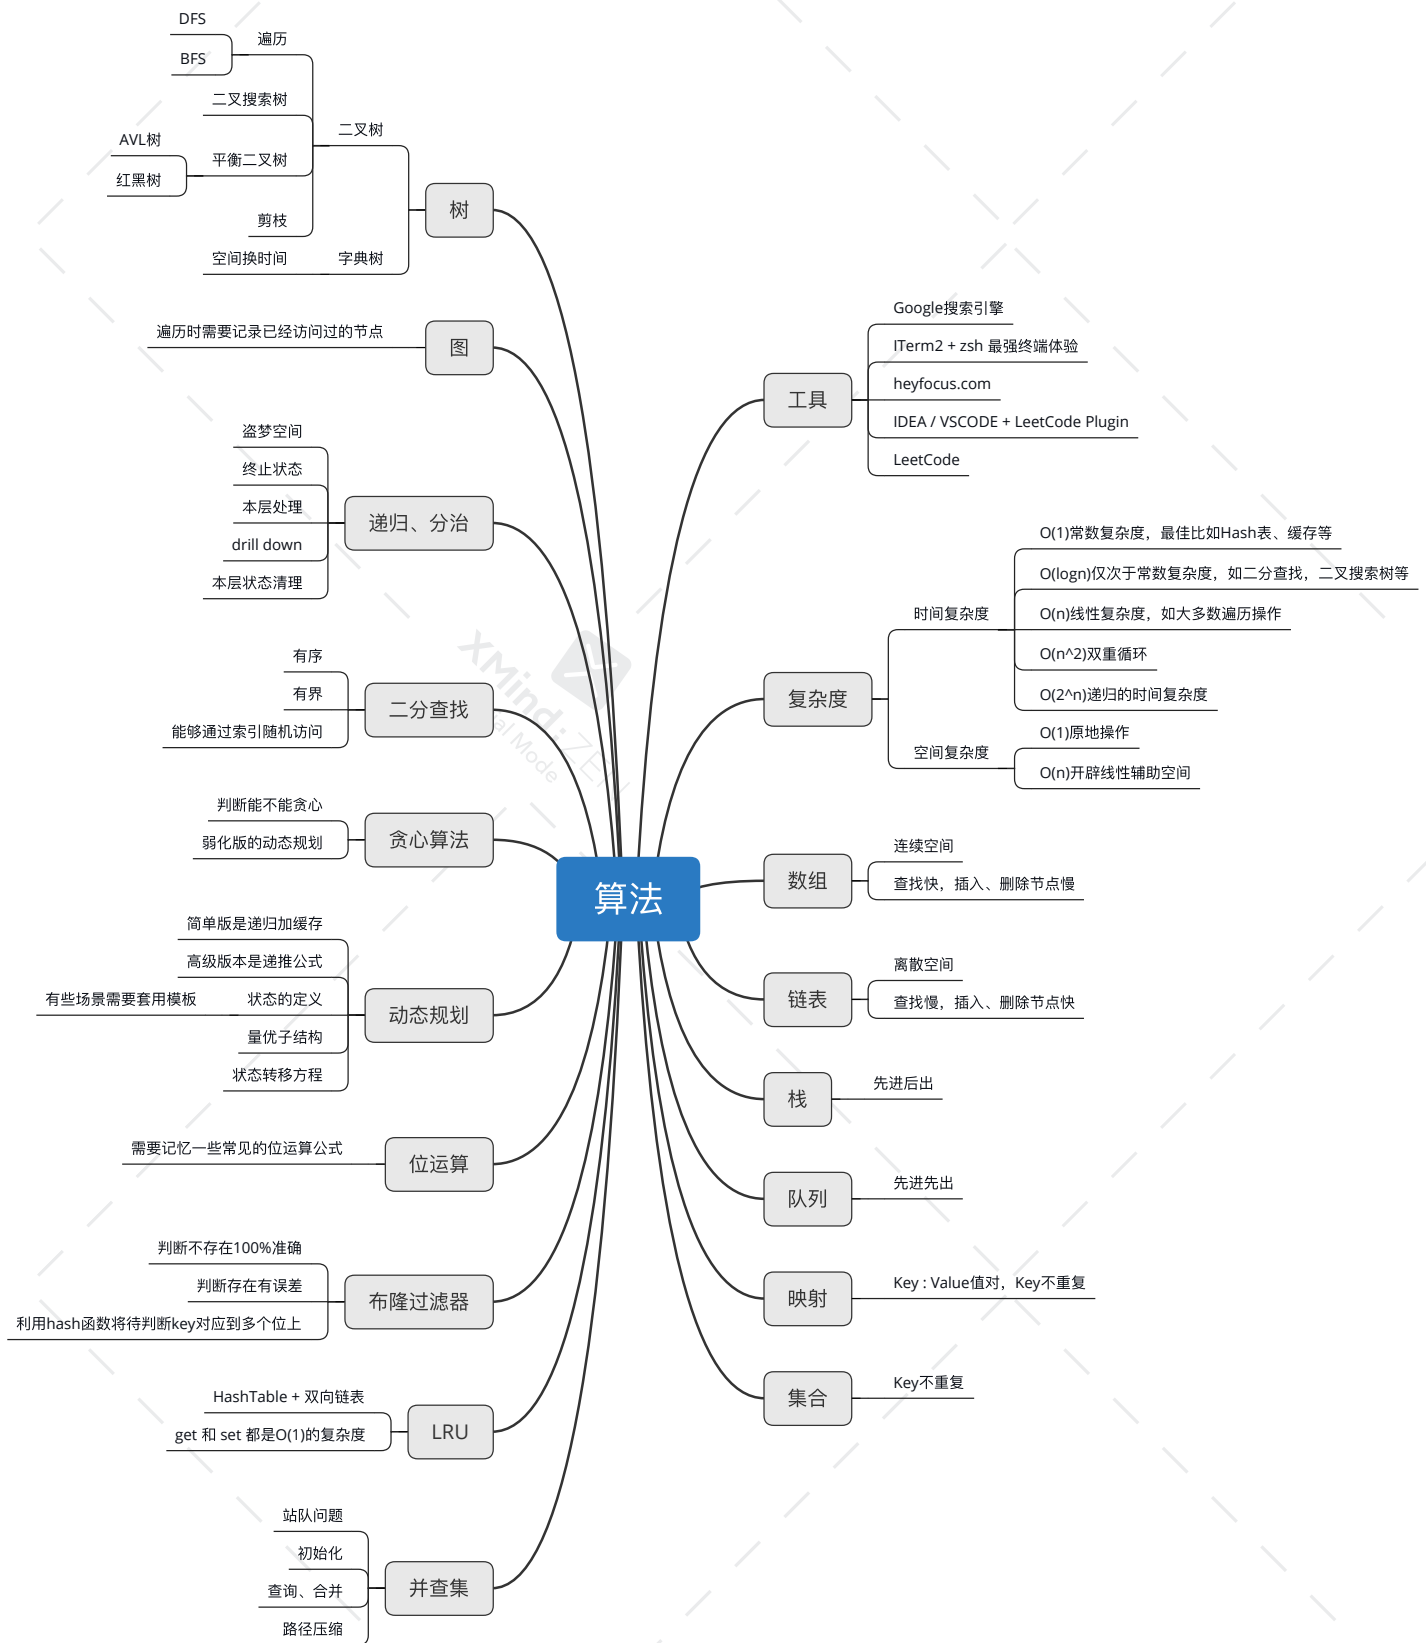 算法
工具
Google搜索引擎
ITerm2 + zsh 最强终端体验
heyfocus.com
IDEA / VSCODE + LeetCode Plugin
LeetCode
复杂度
时间复杂度
O(1)常数复杂度，最佳比如Hash表、缓存等
O(logn)仅次于常数复杂度，如二分查找，二叉搜索树等
O(n)线性复杂度，如大多数遍历操作
O(n^2)双重循环
O(2^n)递归的时间复杂度
空间复杂度
O(1)原地操作
O(n)开辟线性辅助空间
数组
连续空间
查找快，插入、删除节点慢
链表
离散空间
查找慢，插入、删除节点快
栈
先进后出
队列
先进先出
映射
Key : Value值对，Key不重复
集合
Key不重复
树
二叉树
遍历
DFS
BFS
二叉搜索树
平衡二叉树
AVL树
红黑树
剪枝
字典树
空间换时间
图
遍历时需要记录已经访问过的节点
递归、分治
盗梦空间
终止状态
本层处理
drill down
本层状态清理
二分查找
有序
有界
能够通过索引随机访问
贪心算法
判断能不能贪心
弱化版的动态规划
动态规划
简单版是递归加缓存
高级版本是递推公式
状态的定义
有些场景需要套用模板
量优子结构
状态转移方程
位运算
需要记忆一些常见的位运算公式
布隆过滤器
判断不存在100%准确
判断存在有误差
利用hash函数将待判断key对应到多个位上
LRU
HashTable + 双向链表
get 和 set 都是O(1)的复杂度
并查集
站队问题
初始化
查询、合并
路径压缩
XMind:ZEN
Mode